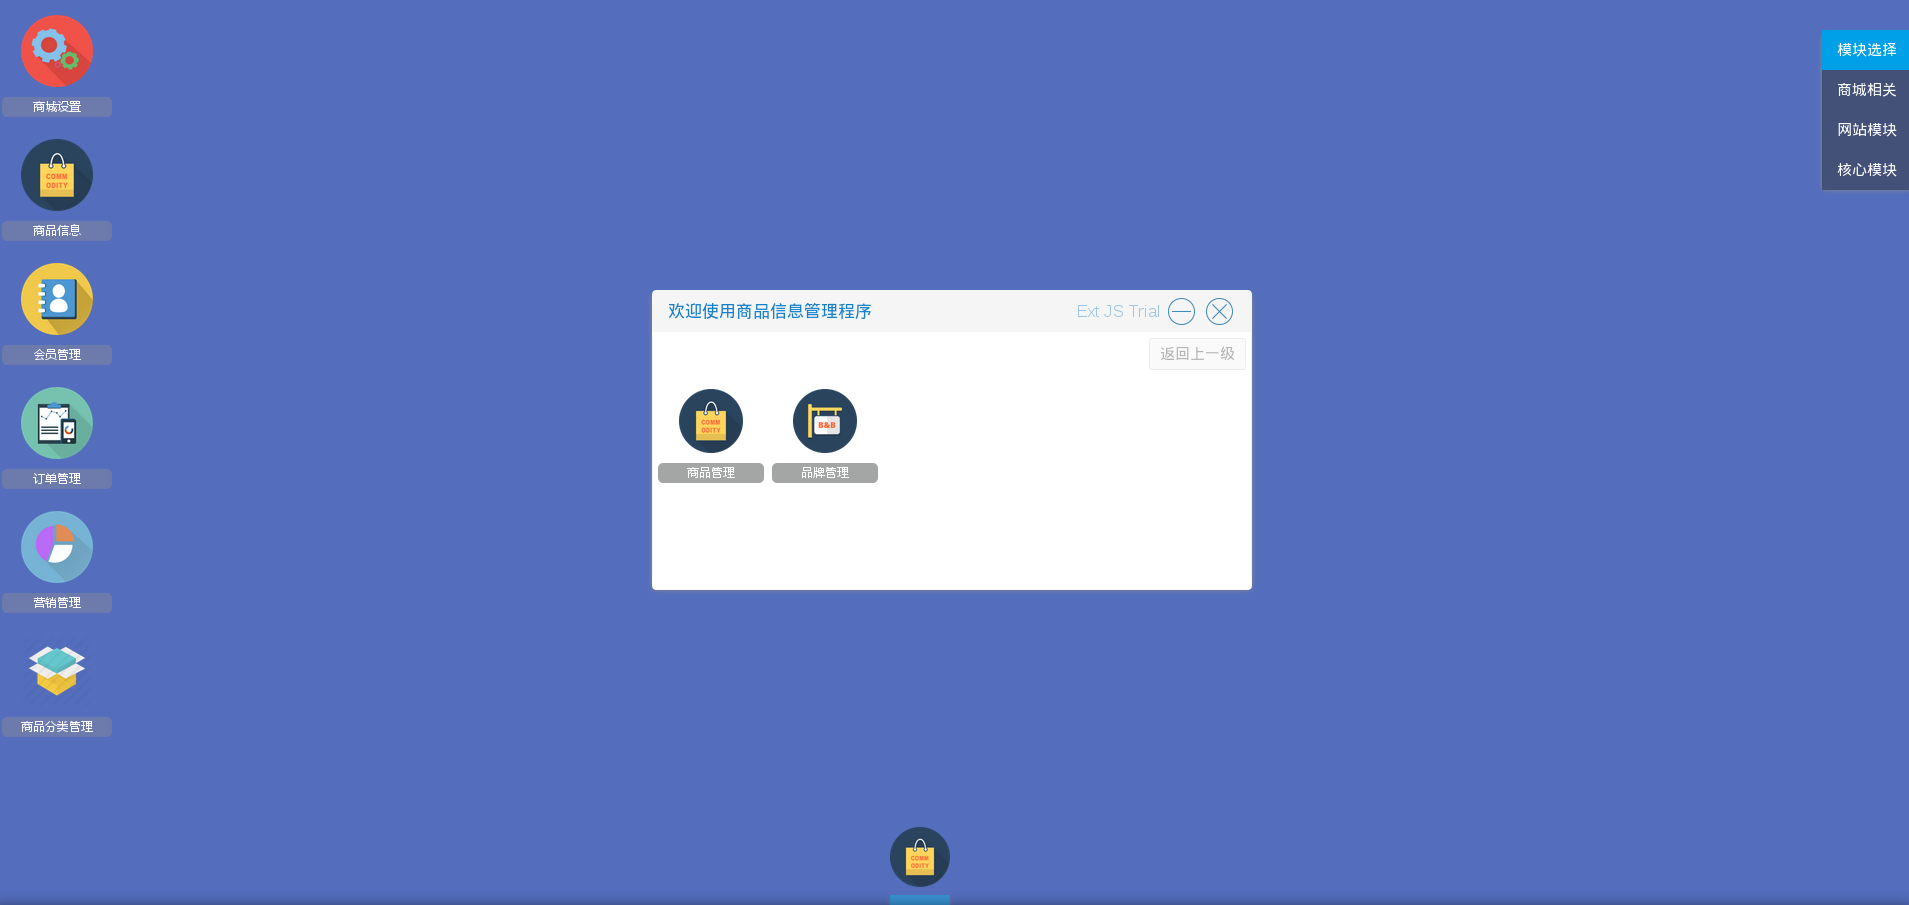 商城设置
COMM
ODITY
商品信息
会员管理
订单管理
营销管理
商品分类管理
欢迎使用商品信息管理程序
Ext JS Trial
返回上一级
COMM
ODITY
商品管理
B&B
品牌管理
模块选择
商城相关
网站模块
核心模块
COMM
ODITY